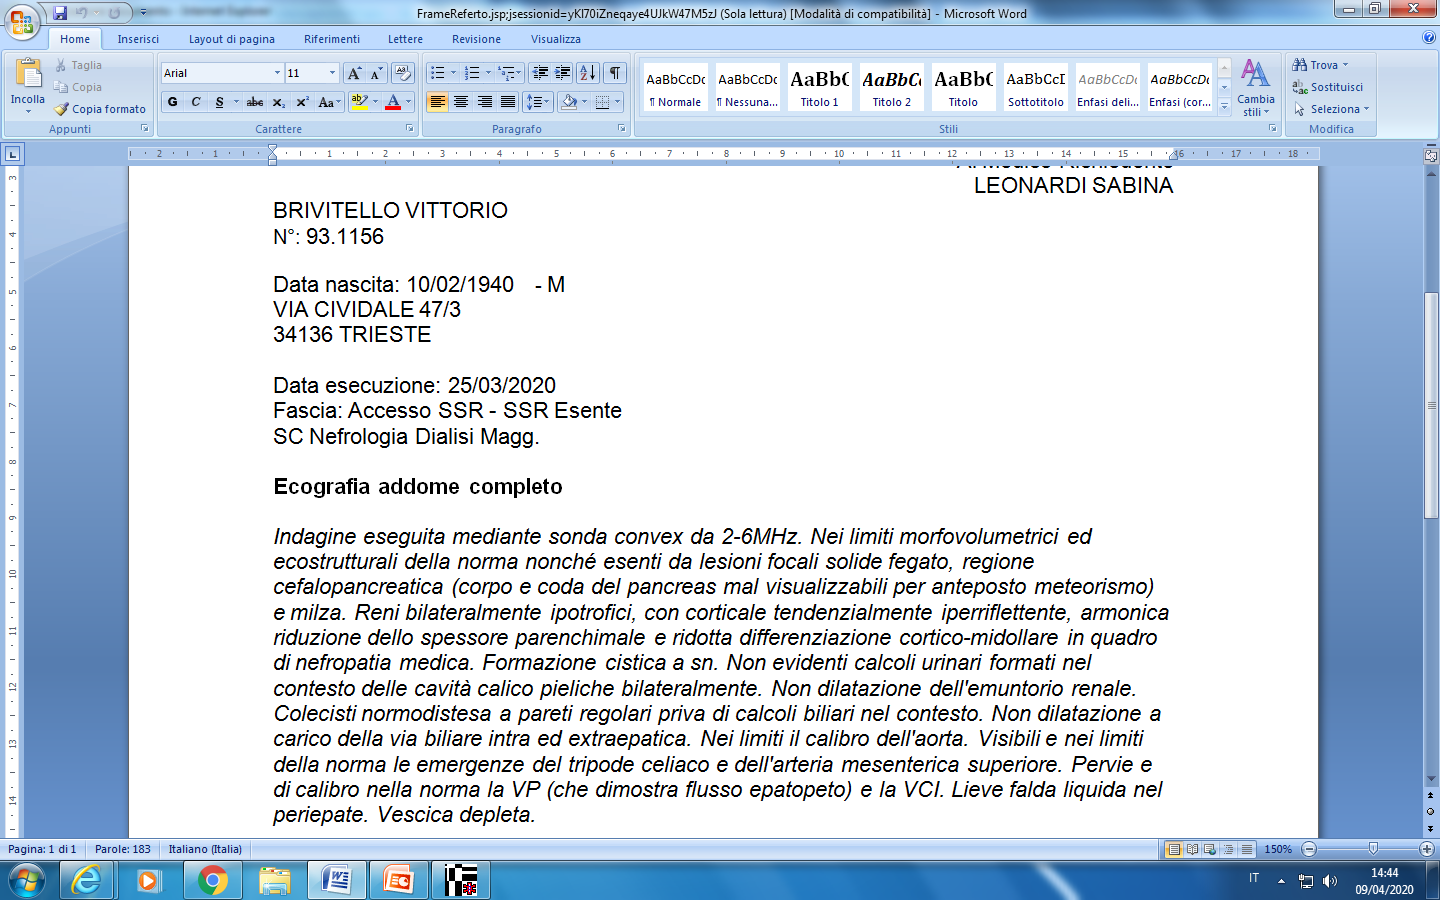 FrameReferto.jsp;jsessionid=yKl70iZneqaye4UJkW47M5zJ (Sola lettura) [Modalità di compatibilità] - Microsoft Word
Home Inserisci Layout di pagina Riferimenti Lettere Revisione Visualizza
Incolla
Taglia
Copia
Copia formato
Appunti
Arial 11
G C S abc x₂ x² Aa
Carattere
Paragrafo
AaBbCcDc AaBbCcDc AaBbC AaBbCc AaBbC AaBbCcI AaBbCcDc AaBbCcDc
¶ Normale ¶ Nessuna... Titolo 1 Titolo 2 Titolo Sottotitolo Enfasi deli... Enfasi (cor...
Stili
Cambia stili
Trova
Sostituisci
Seleziona
Modifica
LEONARDI SABINA
BRIVITELLO VITTORIO
N°: 93.1156
Data nascita: 10/02/1940 - M
VIA CIVIDALE 47/3
34136 TRIESTE
Data esecuzione: 25/03/2020
Fascia: Accesso SSR - SSR Esente
SC Nefrologia Dialisi Magg.
Ecografia addome completo
Indagine eseguita mediante sonda convex da 2-6MHz. Nei limiti morfovolumetrici ed
ecostrutturali della norma nonché esenti da lesioni focali solide fegato, regione
cefalopancreatica (corpo e coda del pancreas mal visualizzabili per anteposto meteorismo)
e milza. Reni bilateralmente ipotrofici, con corticale tendenzialmente iperriflettente, armonica
riduzione dello spessore parenchimale e ridotta differenziazione cortico-midollare in quadro
di nefropatia medica. Formazione cistica a sn. Non evidenti calcoli urinari formati nel
contesto delle cavità calico pieliche bilateralmente. Non dilatazione dell'emuntorio renale.
Colecisti normodistesa a pareti regolari priva di calcoli biliari nel contesto. Non dilatazione a
carico della via biliare intra ed extraepatica. Nei limiti il calibro dell'aorta. Visibili e nei limiti
della norma le emergenze del tripode celiaco e dell'arteria mesenterica superiore. Pervie e
di calibro nella norma la VP (che dimostra flusso epatopeto) e la VCI. Lieve falda liquida nel
periepate. Vescica depleta.
Pagina: 1 di 1 Parole: 183 Italiano (Italia) 150%
IT 14:44
09/04/2020